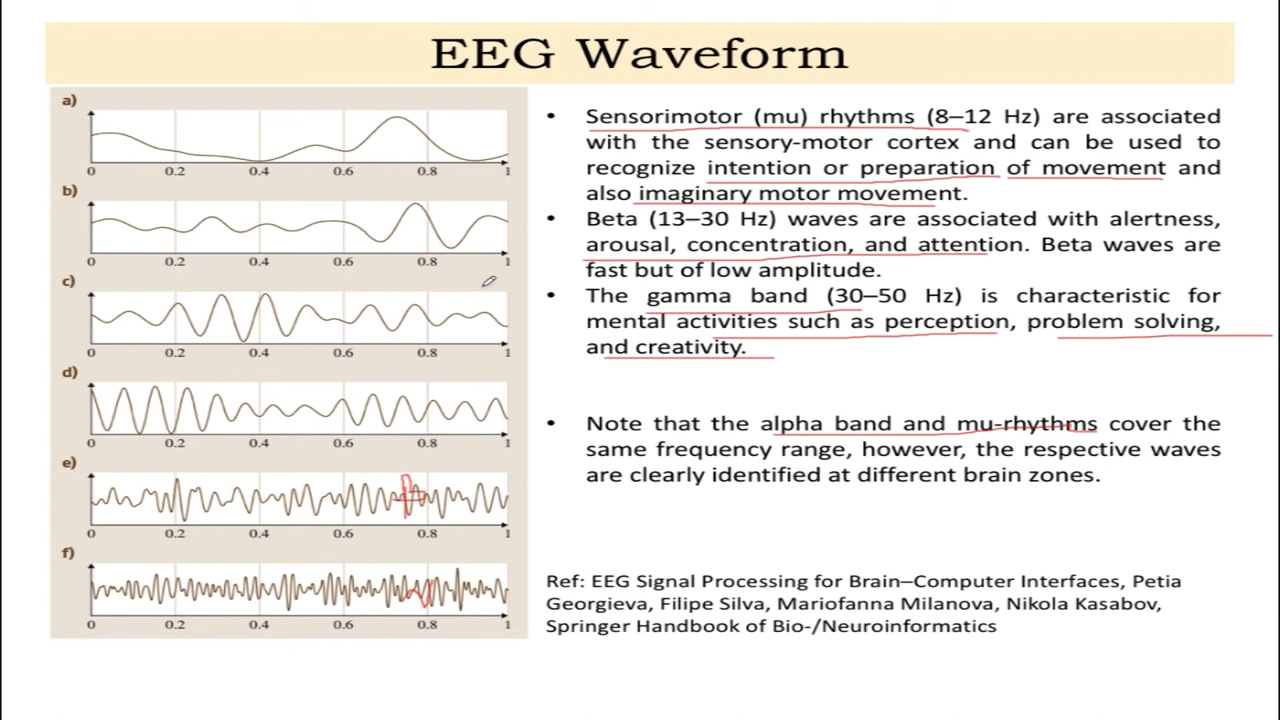 EEG Waveform
a)
0 0.2 0.4 0.6 0.8 1
b)
0 0.2 0.4 0.6 0.8 1
c)
0 0.2 0.4 0.6 0.8 1
d)
0 0.2 0.4 0.6 0.8 1
e)
0 0.2 0.4 0.6 0.8 1
f)
0 0.2 0.4 0.6 0.8 1
• Sensorimotor (mu) rhythms (8–12 Hz) are associated
with the sensory-motor cortex and can be used to
recognize intention or preparation of movement and
also imaginary motor movement.
• Beta (13–30 Hz) waves are associated with alertness,
arousal, concentration, and attention. Beta waves are
fast but of low amplitude.
• The gamma band (30–50 Hz) is characteristic for
mental activities such as perception, problem solving,
and creativity.
• Note that the alpha band and mu-rhythms cover the
same frequency range, however, the respective waves
are clearly identified at different brain zones.
Ref: EEG Signal Processing for Brain–Computer Interfaces, Petia
Georgieva, Filipe Silva, Mariofanna Milanova, Nikola Kasabov,
Springer Handbook of Bio-/Neuroinformatics